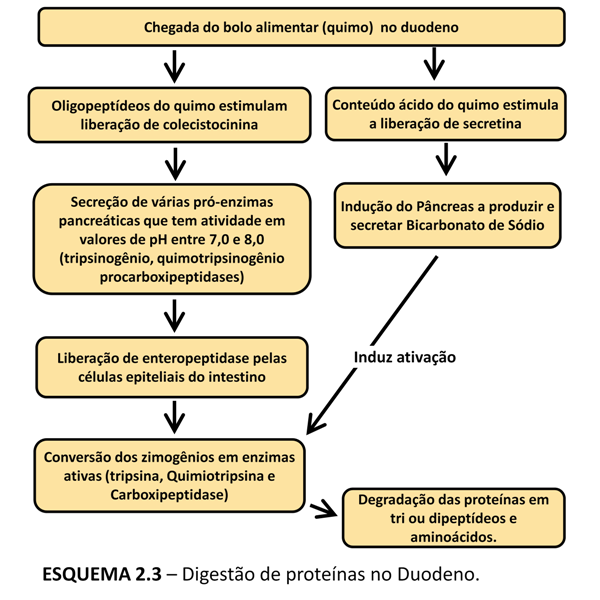 Chegada do bolo alimentar (quimo) no duodeno
Oligopeptídeos do quimo estimulam
liberação de colecistocinina
Conteúdo ácido do quimo estimula
a liberação de secretina
Secreção de várias pró-enzimas
pancreáticas que tem atividade em
valores de pH entre 7,0 e 8,0
(tripsinogênio, quimotripsinogênio
procarboxipeptidases)
Indução do Pâncreas a produzir e
secretar Bicarbonato de Sódio
Liberação de enteropeptidase pelas
células epiteliais do intestino
Induz ativação
Conversão dos zimogênios em enzimas
ativas (tripsina, Quimiotripsina e
Carboxipeptidase)
Degradação das proteínas em
tri ou dipeptídeos e
aminoácidos.
ESQUEMA 2.3 – Digestão de proteínas no Duodeno.